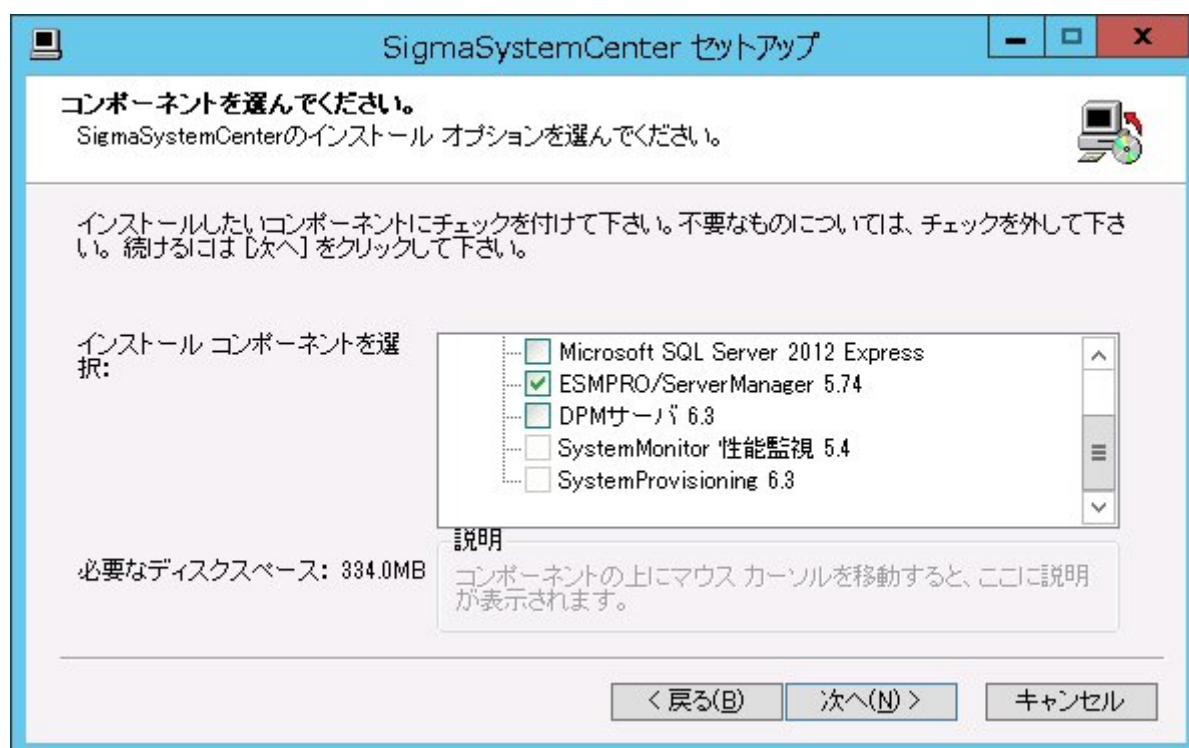 SigmaSystemCenter セットアップ
コンポーネントを選んでください。
SigmaSystemCenterのインストール オプションを選んでください。
インストールしたいコンポーネントにチェックを付けて下さい。不要なものについては、チェックを外して下さ
い。続けるには [次へ] をクリックして下さい。
インストール コンポーネントを選
択:
Microsoft SQL Server 2012 Express
ESMPRO/ServerManager 5.74
DPMサーバ 6.3
SystemMonitor 性能監視 5.4
SystemProvisioning 6.3
必要なディスクスペース: 334.0MB
説明
コンポーネントの上にマウス カーソルを移動すると、ここに説明
が表示されます。
< 戻る(B)
次へ(N) >
キャンセル